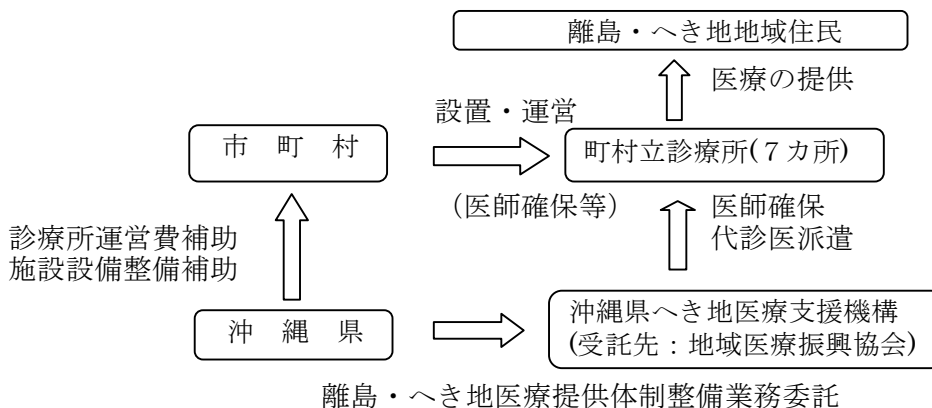 離島・へき地地域住民
医療の提供
設置・運営
市　町　村
町村立診療所(７カ所)
（医師確保等）
医師確保
代診医派遣
診療所運営費補助
施設設備整備補助
沖　縄　県
沖縄県へき地医療支援機構
(受託先：地域医療振興協会)
離島・へき地医療提供体制整備業務委託